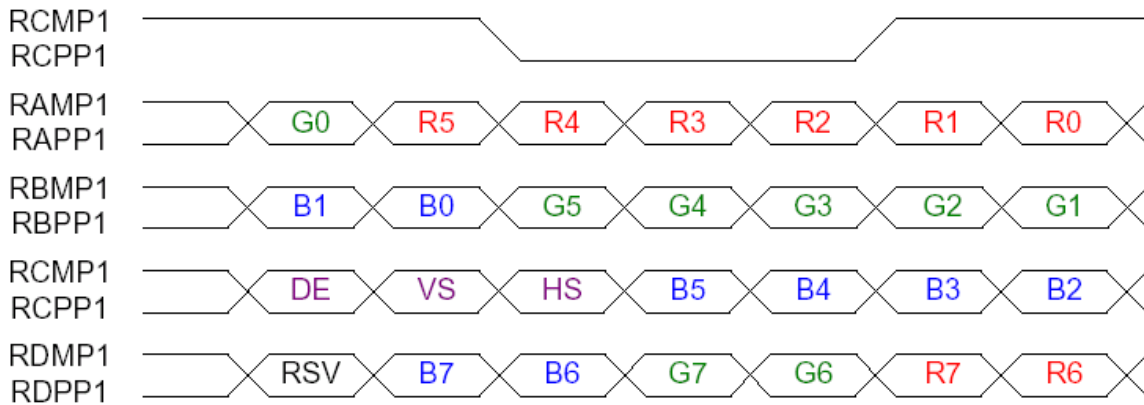 RCMP1
RCPP1
RAMP1
RAPP1
G0 R5 R4 R3 R2 R1 R0
RBMP1
RBPP1
B1 B0 G5 G4 G3 G2 G1
RCMP1
RCPP1
DE VS HS B5 B4 B3 B2
RDMP1
RDPP1
RSV B7 B6 G7 G6 R7 R6